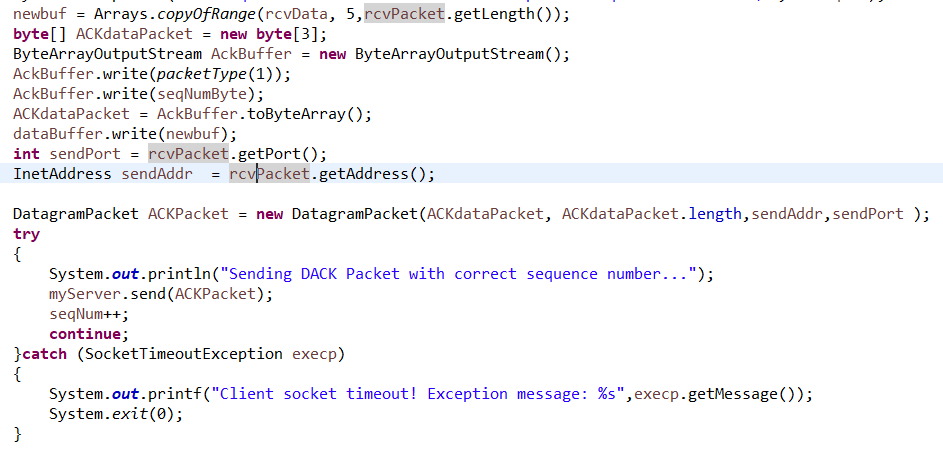 newbuf = Arrays.copyOfRange(rcvData, 5,rcvPacket.getLength());
byte[] ACKdataPacket = new byte[3];
ByteArrayOutputStream AckBuffer = new ByteArrayOutputStream();
AckBuffer.write(packetType(1));
AckBuffer.write(seqNumByte);
ACKdataPacket = AckBuffer.toByteArray();
dataBuffer.write(newbuf);
int sendPort = rcvPacket.getPort();
InetAddress sendAddr  = rcvPacket.getAddress();
DatagramPacket ACKPacket = new DatagramPacket(ACKdataPacket, ACKdataPacket.length,sendAddr,sendPort );
try
{
    System.out.println("Sending DACK Packet with correct sequence number...");
    myServer.send(ACKPacket);
    seqNum++;
    continue;
}catch (SocketTimeoutException execp)
{
    System.out.printf("Client socket timeout! Exception message: %s",execp.getMessage());
    System.exit(0);
}